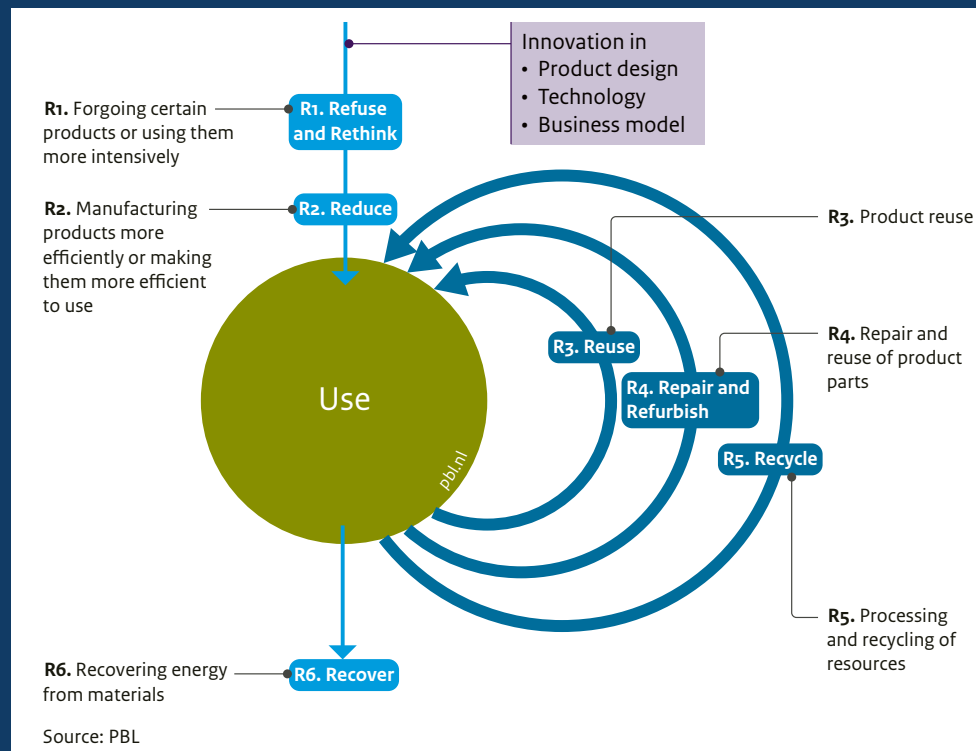 Innovation in
• Product design
• Technology
• Business model
R1. Forgoing certain
products or using them
more intensively
R1. Refuse
and Rethink
R2. Manufacturing
products more
efficiently or making
them more efficient
to use
R2. Reduce
R3. Product reuse
R3. Reuse
R4. Repair and
reuse of product
parts
R4. Repair and
Refurbish
Use
pbl.nl
R5. Recycle
R5. Processing
and recycling of
resources
R6. Recovering energy
from materials
R6. Recover
Source: PBL